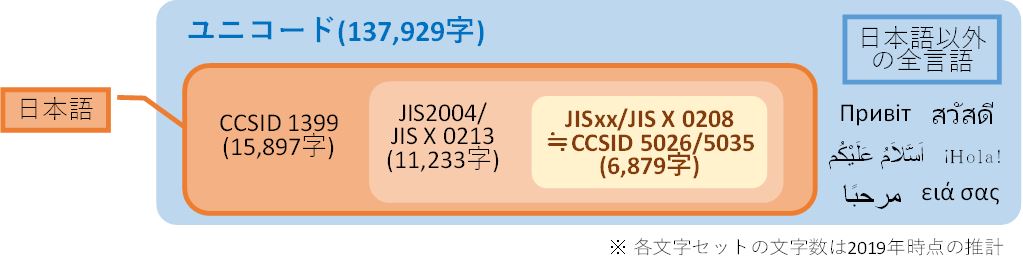 ユニコード(137,929字)
日本語以外
の全言語
日本語
CCSID 1399
(15,897字)
JIS2004/
JIS X 0213
(11,233字)
JISxx/JIS X 0208
≒CCSID 5026/5035
(6,879字)
Привіт สวัสดี
اَلسَّلَامُ عَلَيْكُم ¡Hola!
مرحبًا ειά σας
※ 各文字セットの文字数は2019年時点の推計